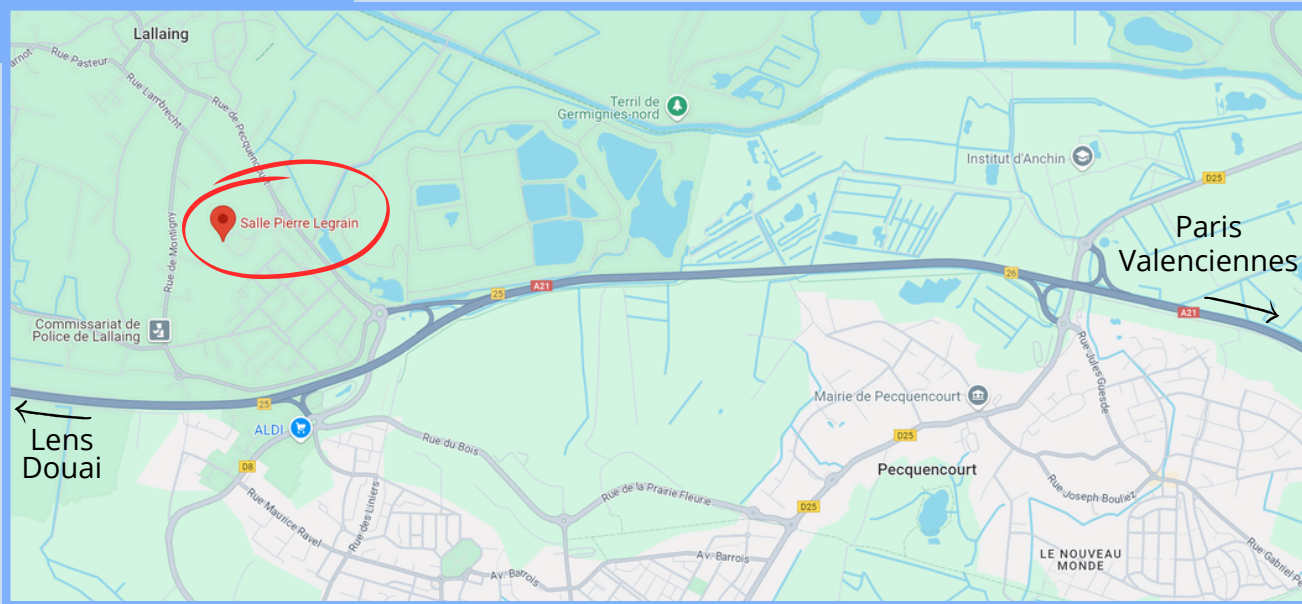 Lallaing
arnot
Rue Pasteur
Rue Lambrecht
Rue de Pecquencourt
Terril de
Germignies-nord
Institut d'Anchin
D25
Salle Pierre Legrain
Rue de Montigny
Paris
Valenciennes
25
A21
26
A21
Commissariat de
Police de Lallaing
Rue Jules Guesde
25
Mairie de Pecquencourt
Lens
Douai
ALDI
D25
Rue du Bois
D8
Pecquencourt
Rue Maurice Ravel
Rue des Liniers
Rue de la Prairie Fleurie
D25
Rue Joseph Bouliez
Av. Barrois
Av. Barrois
LE NOUVEAU
MONDE
Rue Gabriel Pé